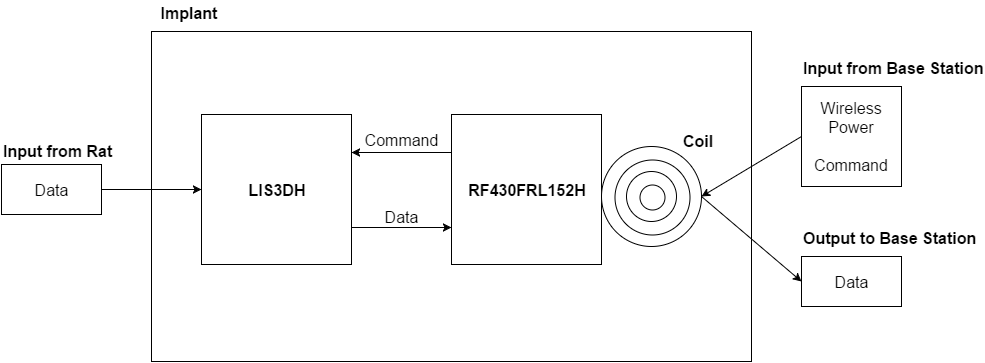 Implant
Input from Base Station
Wireless
Power
Command
Input from Rat
Data
LIS3DH
Command
Data
RF430FRL152H
Coil
Output to Base Station
Data